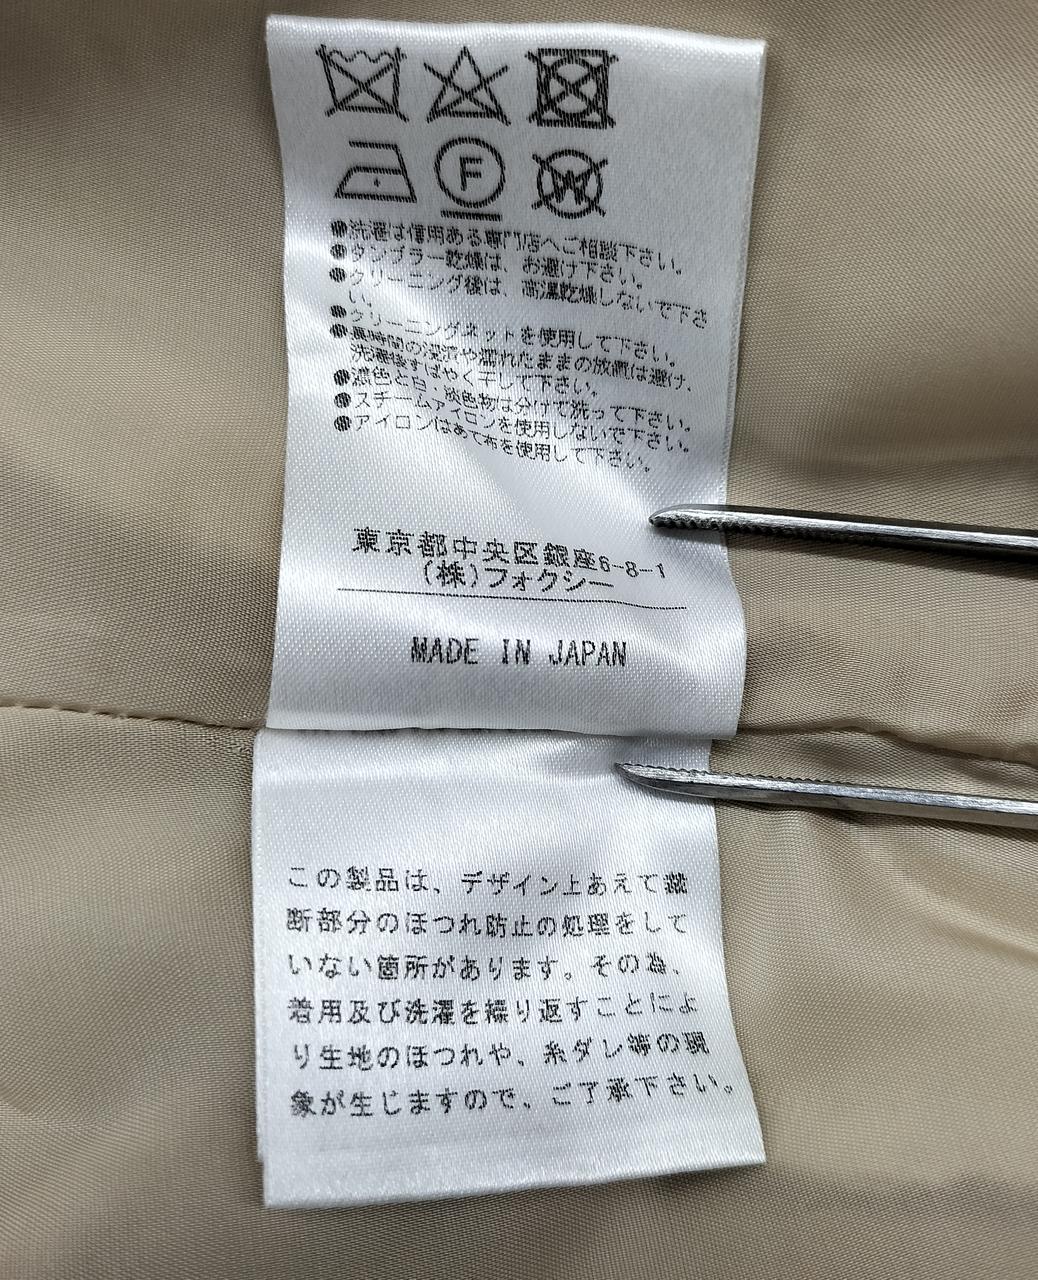 F
W
●洗濯は信用ある専門店へご相談下さい。
●タンブラー乾燥は、お避け下さい。
●クリーニング後は、高温乾燥しないで下さ
い。
●クリーニングネットを使用して下さい。
●長時間の浸漬や濡れたままの放置は避け、
洗濯後すばやく干して下さい。
●濃色と白・淡色物は分けて洗って下さい。
●スチームアイロンを使用しないで下さい。
●アイロンはあて布を使用して下さい。
東京都中央区銀座6-8-1
(株)フォクシー
MADE IN JAPAN
この製品は、デザイン上あえて裁
断部分のほつれ防止の処理をして
いない箇所があります。その為、
着用及び洗濯を繰り返すことによ
り生地のほつれや、糸ダレ等の現
象が生じますので、ご了承下さい。